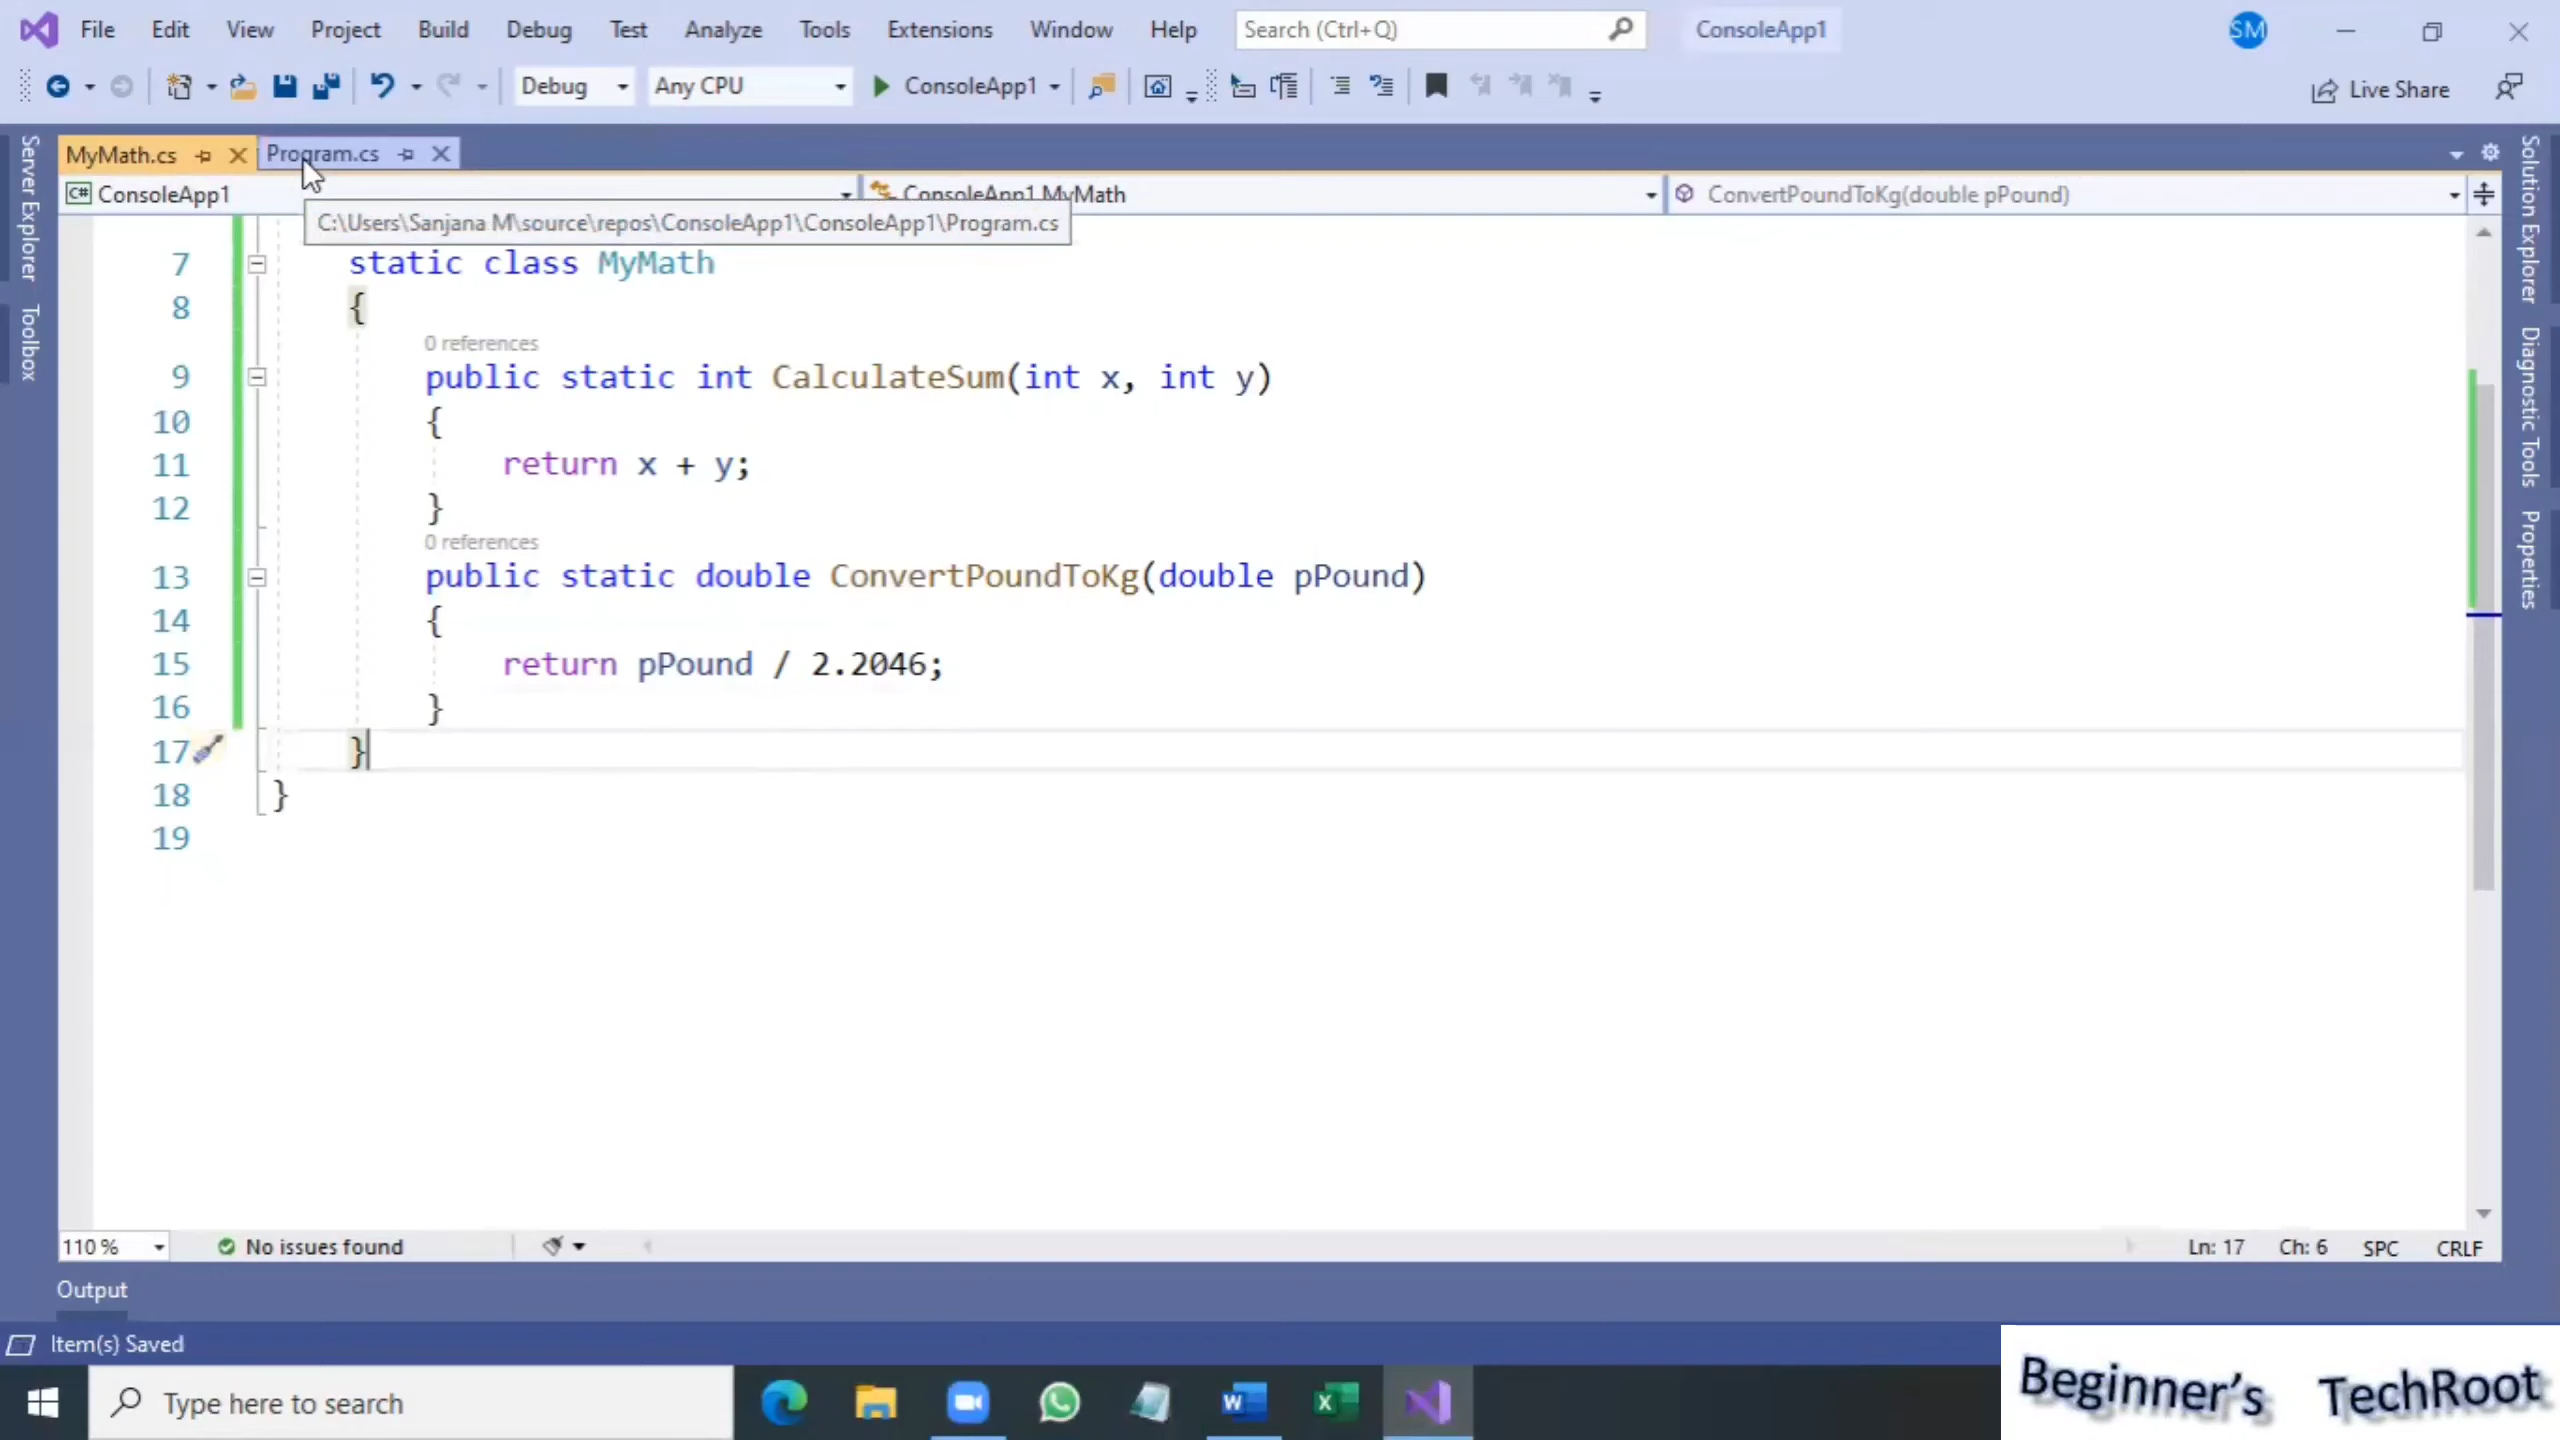 File Edit View Project Build Debug Test Analyze Tools Extensions Window Help Search (Ctrl+Q) ConsoleApp1 SM
Debug Any CPU ConsoleApp1 Live Share
MyMath.cs Program.cs
C# ConsoleApp1 ConsoleApp1.MyMath ConvertPoundToKg(double pPound)
C:\Users\Sanjana M\source\repos\ConsoleApp1\ConsoleApp1\Program.cs
Server Explorer
Toolbox
Solution Explorer
Diagnostic Tools
Properties
7 static class MyMath
8 {
0 references
9 public static int CalculateSum(int x, int y)
10 {
11 return x + y;
12 }
0 references
13 public static double ConvertPoundToKg(double pPound)
14 {
15 return pPound / 2.2046;
16 }
17 }
18 }
19
110 % No issues found Ln: 17 Ch: 6 SPC CRLF
Output
Item(s) Saved
Type here to search
Beginner's TechRoot